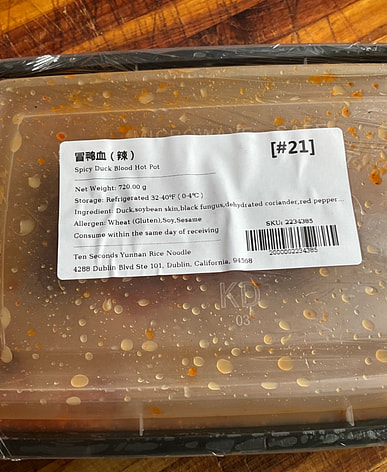 冒鸭血（辣）
[#21]
Spicy Duck Blood Hot Pot
Net Weight: 720.00 g
Storage: Refrigerated 32-40°F ( 0-4°C )
Ingredient: Duck,soybean skin,black fungus,dehydrated coriander,red pepper...
Allergen: Wheat (Gluten),Soy,Sesame
SKU: 2234385
Consume within the same day of receiving
2000002234385
Ten Seconds Yunnan Rice Noodle
4288 Dublin Blvd Ste 101, Dublin, California, 94568
KD
03